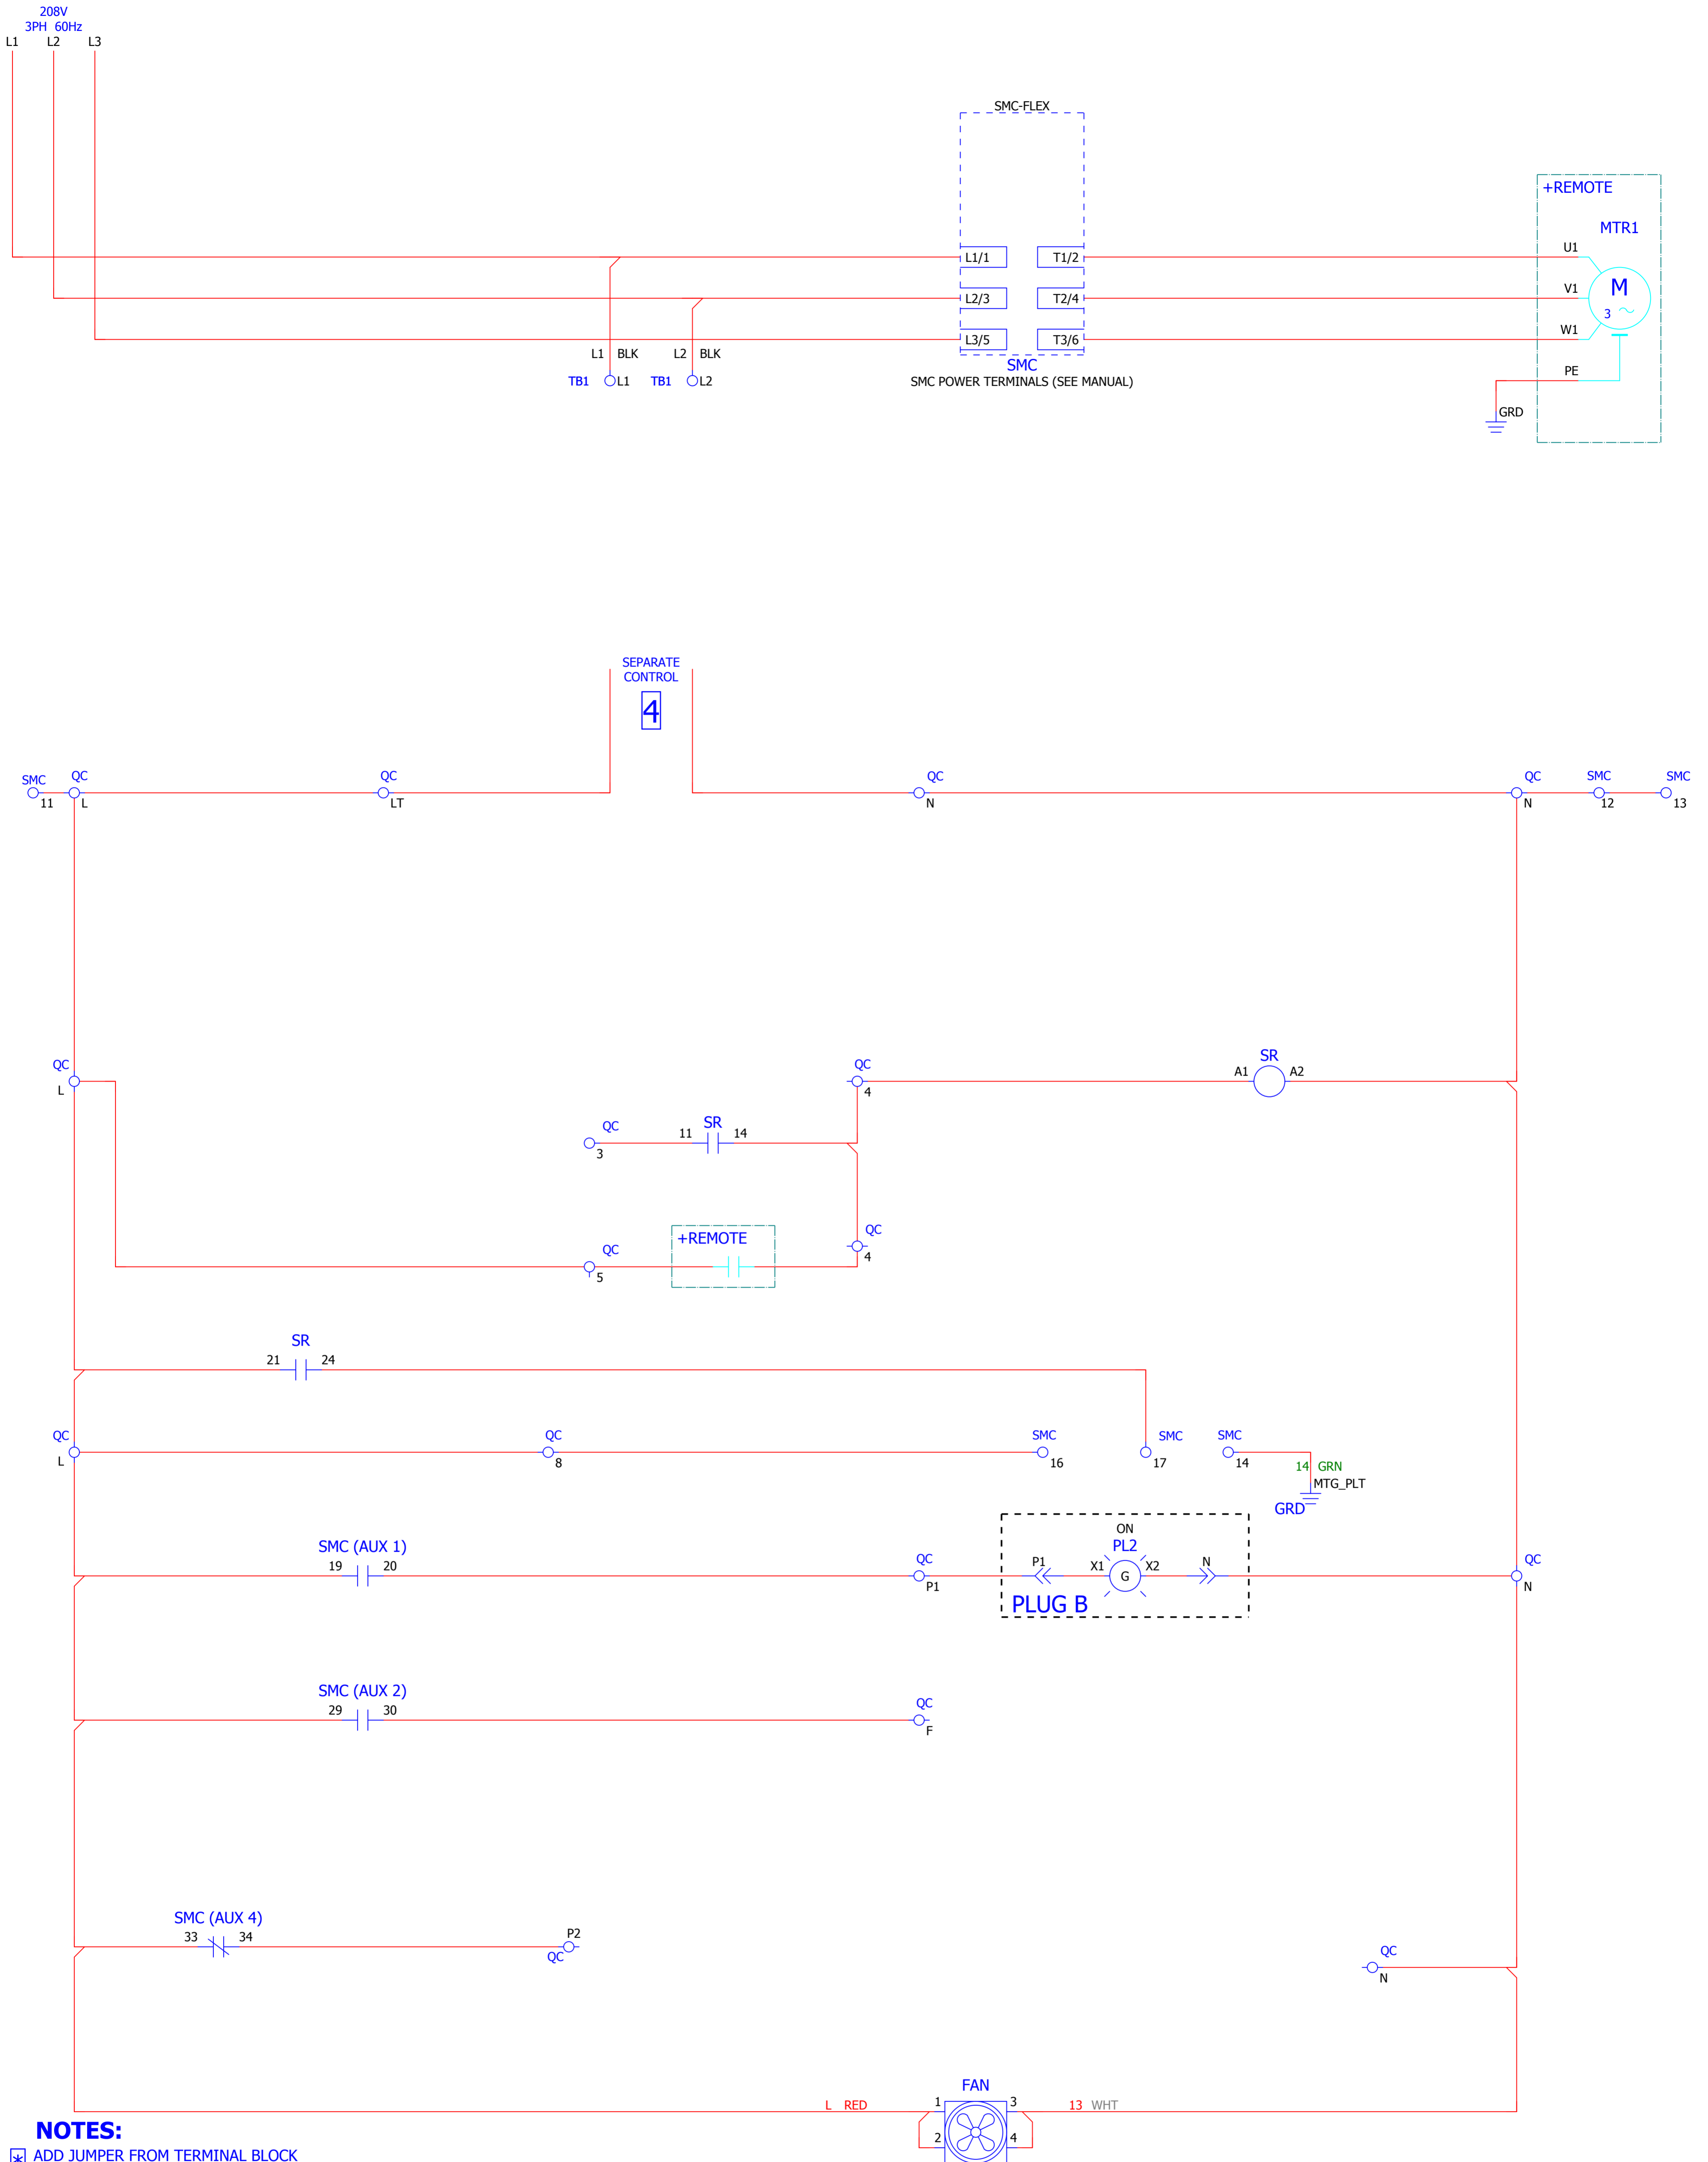 208V
3PH 60Hz
L1 L2 L3
SMC-FLEX
+REMOTE
MTR1
L1/1 T1/2 U1
L2/3 T2/4 V1 M
3
L3/5 T3/6 W1
L1 BLK L2 BLK
SMC
TB1 L1 TB1 L2
SMC POWER TERMINALS (SEE MANUAL)
PE
GRD
SEPARATE
CONTROL
4
SMC QC QC QC QC SMC SMC
11 L LT N N 12 13
QC QC SR
L 4 A1 A2
QC SR
3 11 14
+REMOTE
QC QC
5 4
SR
21 24
QC QC SMC SMC SMC
L 8 16 17 14
14 GRN
MTG_PLT
GRD
ON
SMC (AUX 1) PL2
19 20 QC P1 X1 G X2 N QC
P1 N
PLUG B
SMC (AUX 2)
29 30 QC
F
SMC (AUX 4)
33 34 P2
QC
QC
N
FAN
L RED 1 3 13 WHT
2 4
NOTES:
* ADD JUMPER FROM TERMINAL BLOCK